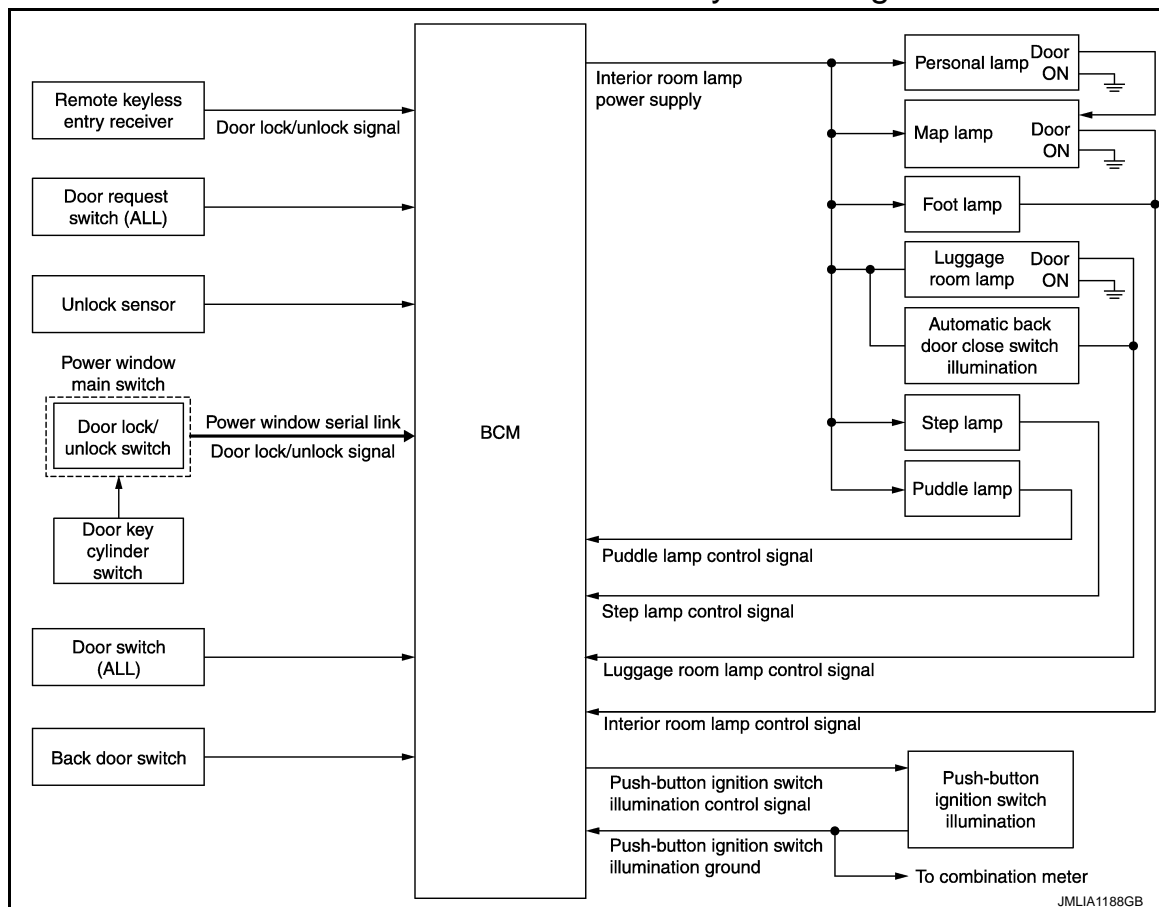 Remote keyless
entry receiver
Door lock/unlock signal
Door request
switch (ALL)
Unlock sensor
Power window
main switch
Door lock/
unlock switch
Power window serial link
Door lock/unlock signal
Door key
cylinder
switch
Door switch
(ALL)
Back door switch
BCM
Interior room lamp
power supply
Personal lamp
Door
ON
Map lamp
Door
ON
Foot lamp
Luggage
room lamp
Door
ON
Automatic back
door close switch
illumination
Step lamp
Puddle lamp
Puddle lamp control signal
Step lamp control signal
Luggage room lamp control signal
Interior room lamp control signal
Push-button ignition switch
illumination control signal
Push-button
ignition switch
illumination
Push-button ignition switch
illumination ground
To combination meter
JMLIA1188GB